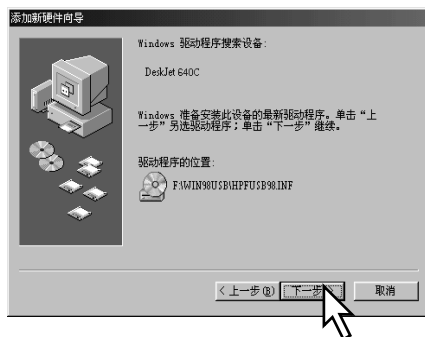 添加新硬件向导
Windows 驱动程序搜索设备:
DeskJet 640C
Windows 准备安装此设备的最新驱动程序。单击“上
一步”另选驱动程序；单击“下一步”继续。
驱动程序的位置:
F:\WIN98USB\HPFUSB98.INF
< 上一步(B) 下一步 取消